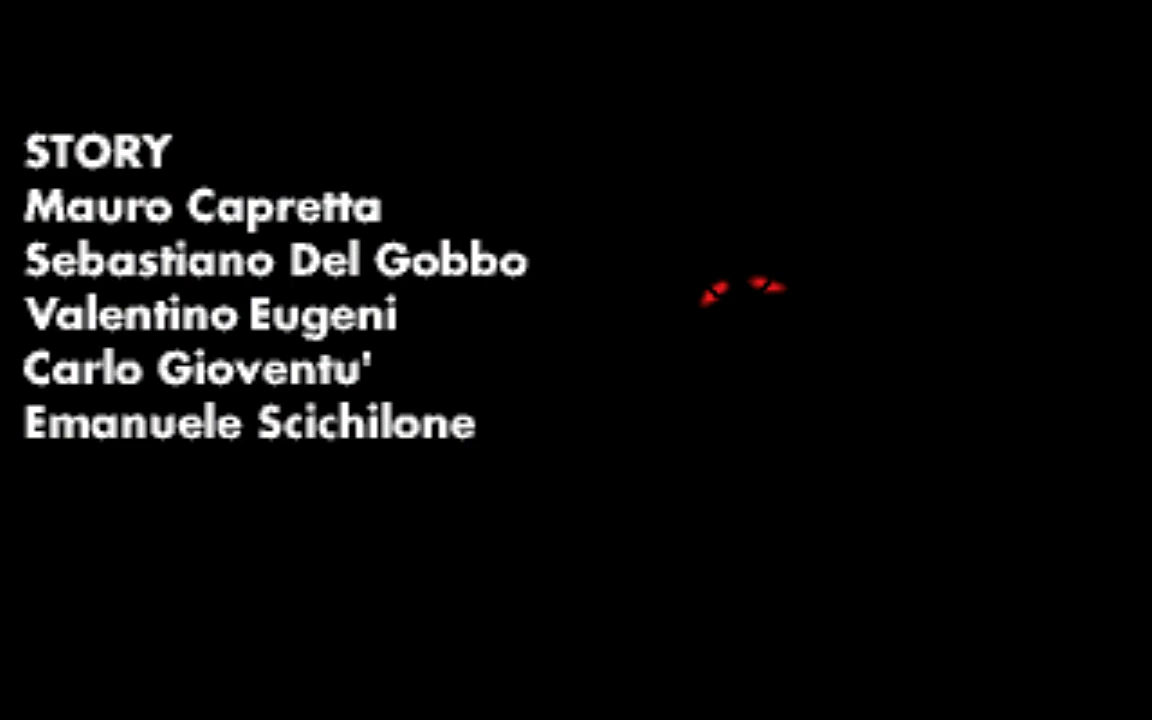 STORY
Mauro Capretta
Sebastiano Del Gobbo
Valentino Eugeni
Carlo Gioventu'
Emanuele Scichilone